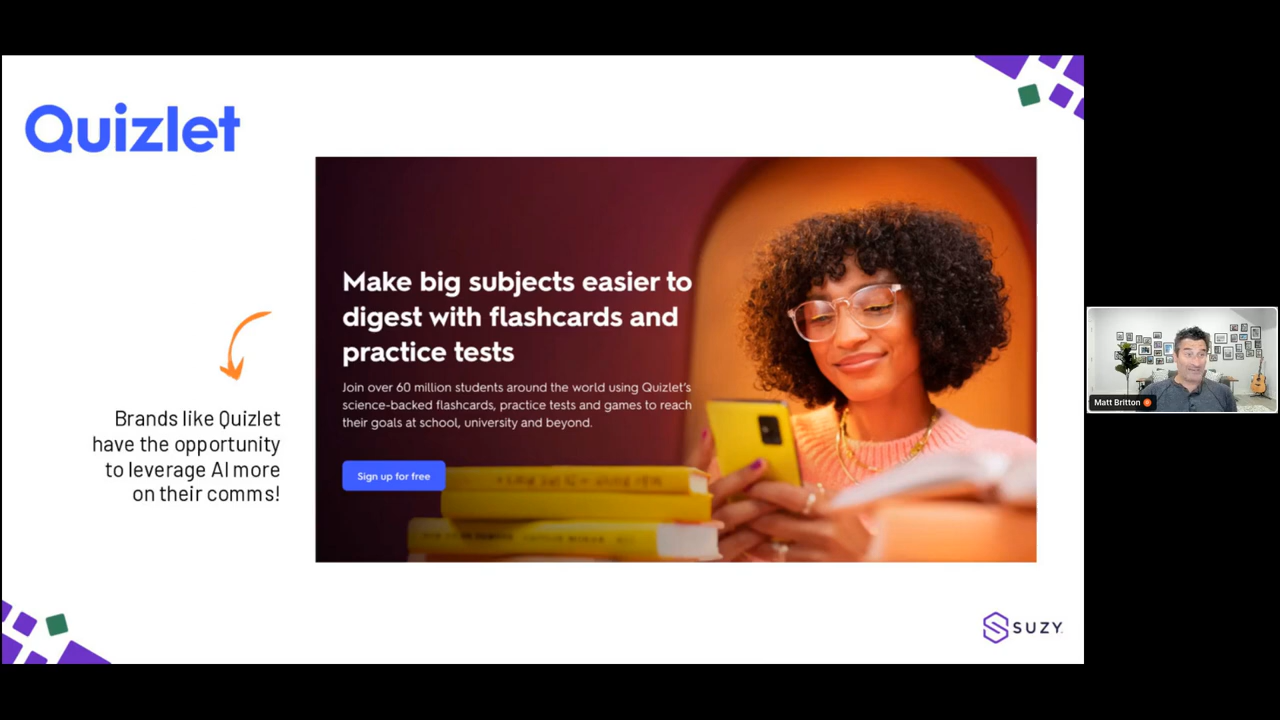 Quizlet
Make big subjects easier to
digest with flashcards and
practice tests
Join over 60 million students around the world using Quizlet's
science-backed flashcards, practice tests and games to reach
their goals at school, university and beyond.
Sign up for free
Brands like Quizlet
have the opportunity
to leverage AI more
on their comms!
SUZY
Matt Britton